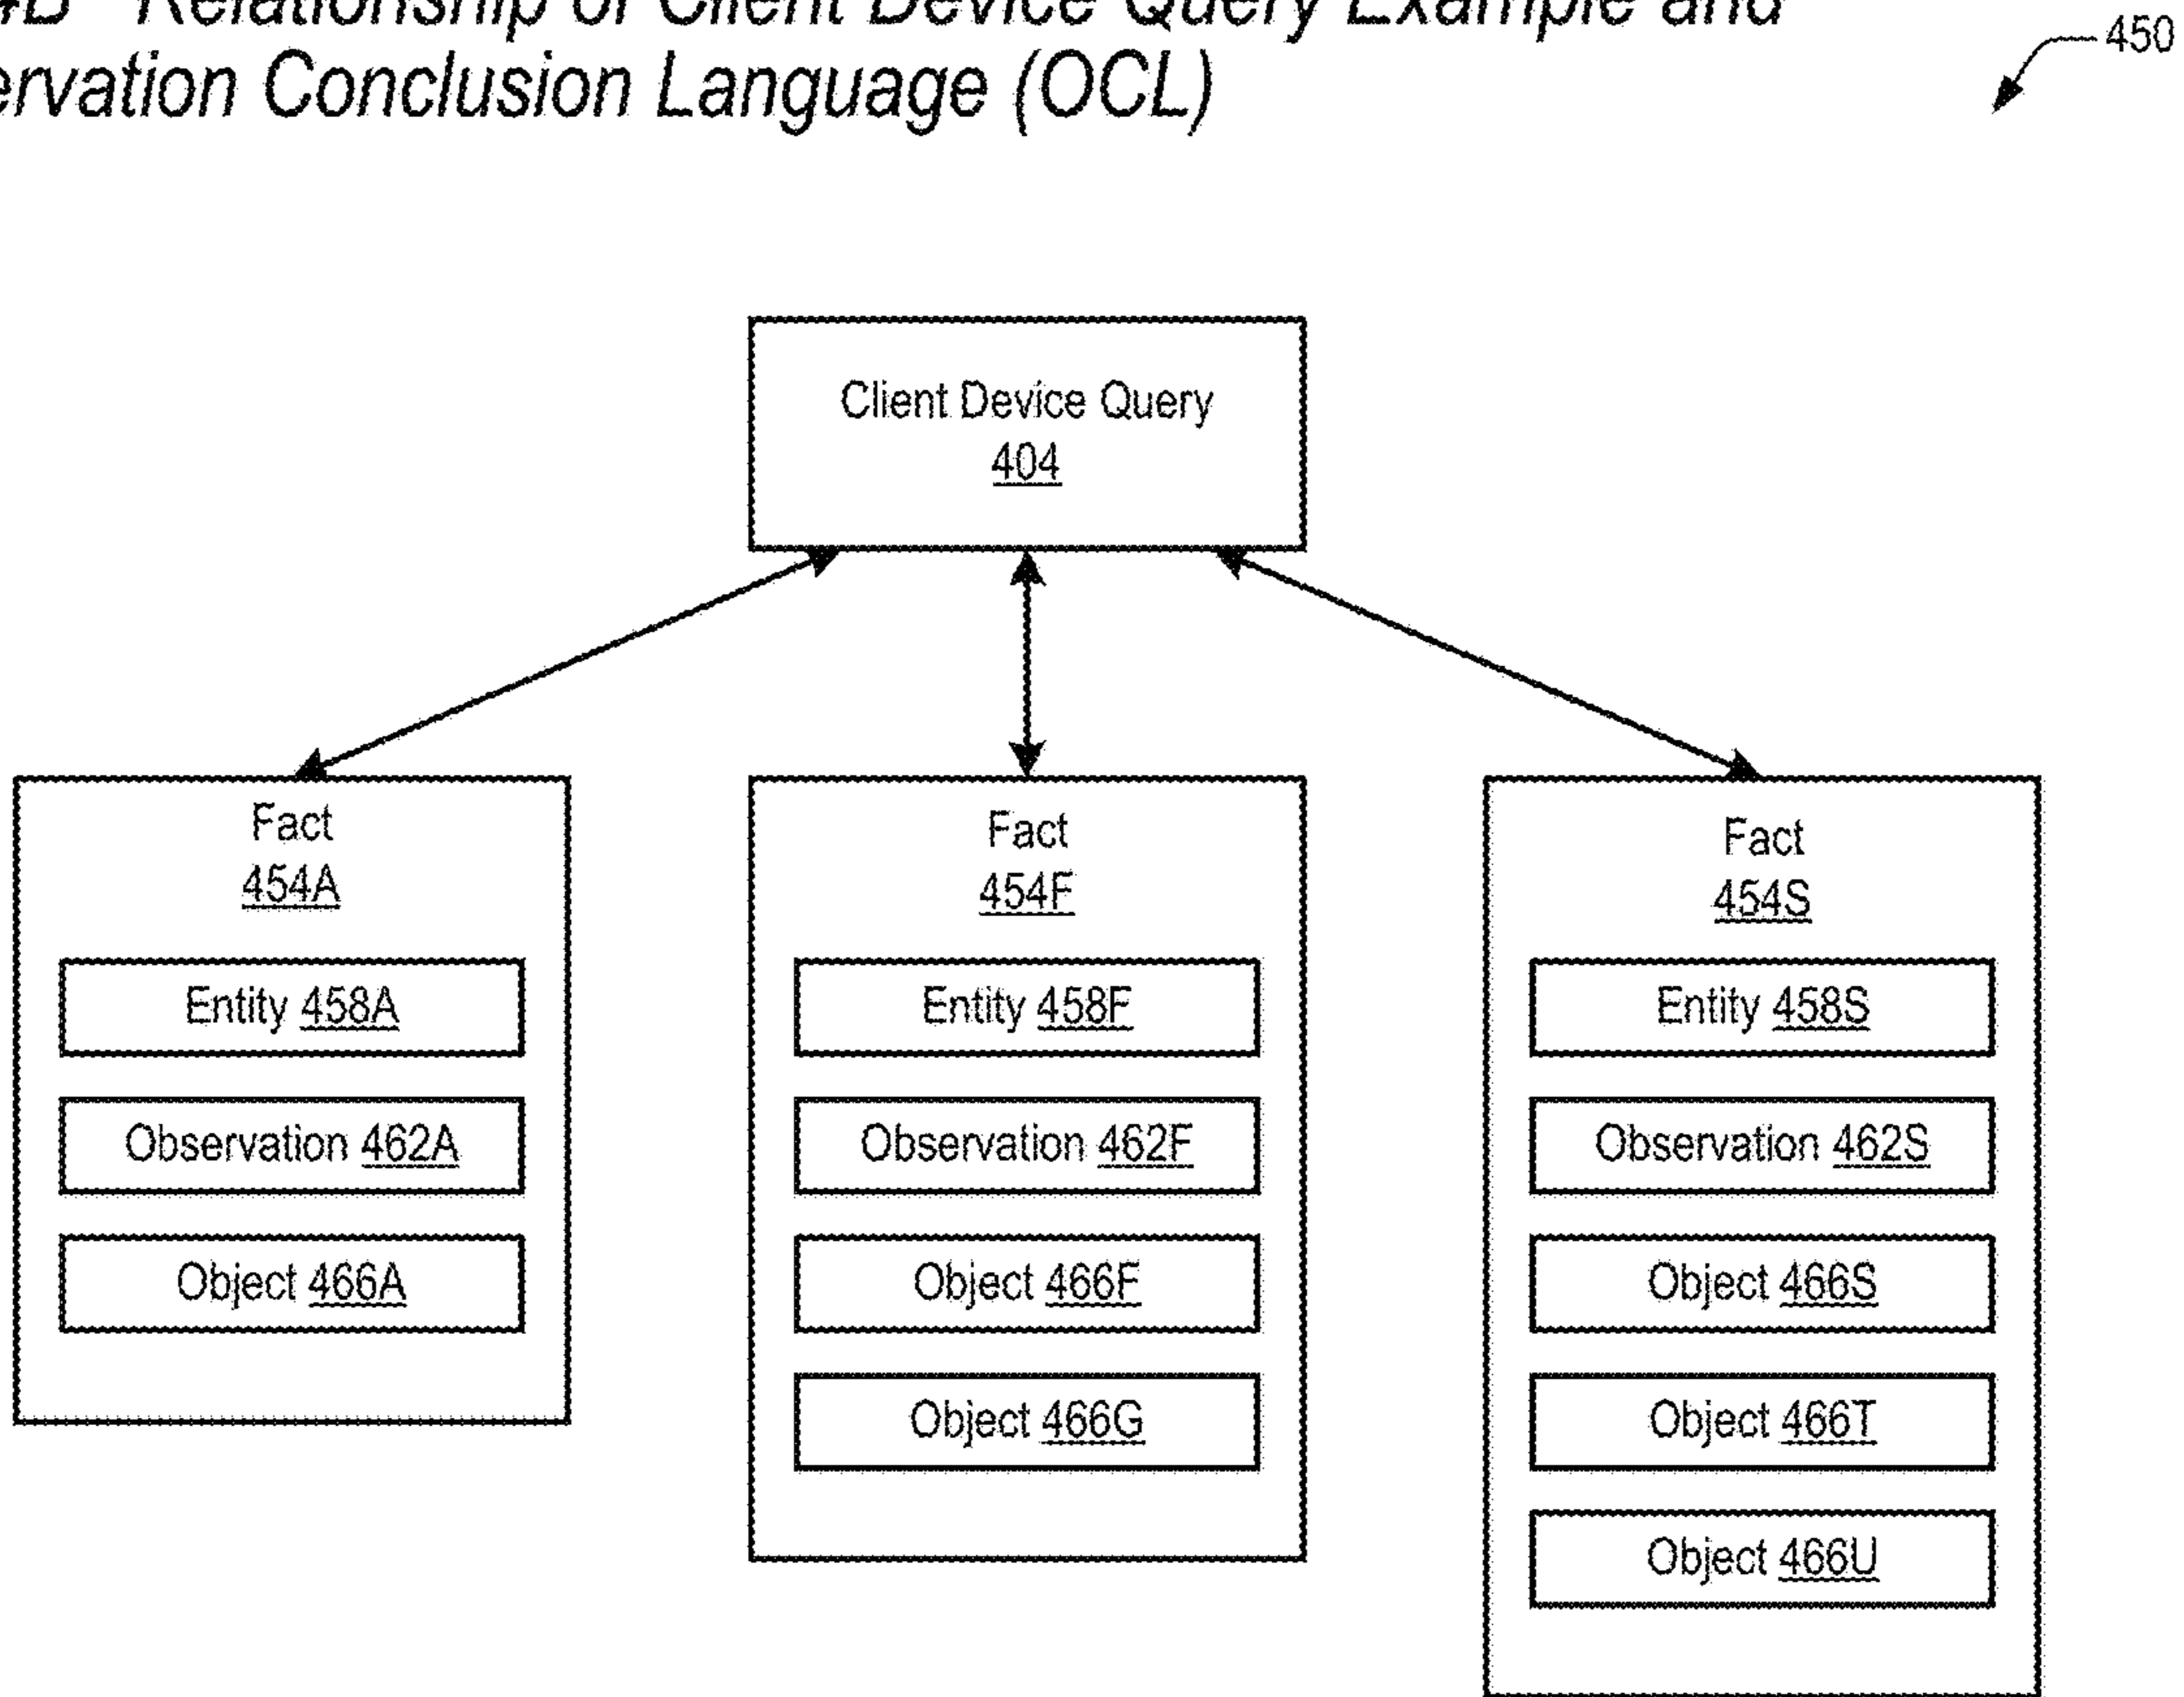 4B Relationship of Client Device Query Example and
ervation Conclusion Language (OCL)
450
Client Device Query
404
Fact
454A
Entity 458A
Observation 462A
Object 466A
Fact
454F
Entity 458F
Observation 462F
Object 466F
Object 466G
Fact
454S
Entity 458S
Observation 462S
Object 466S
Object 466T
Object 466U